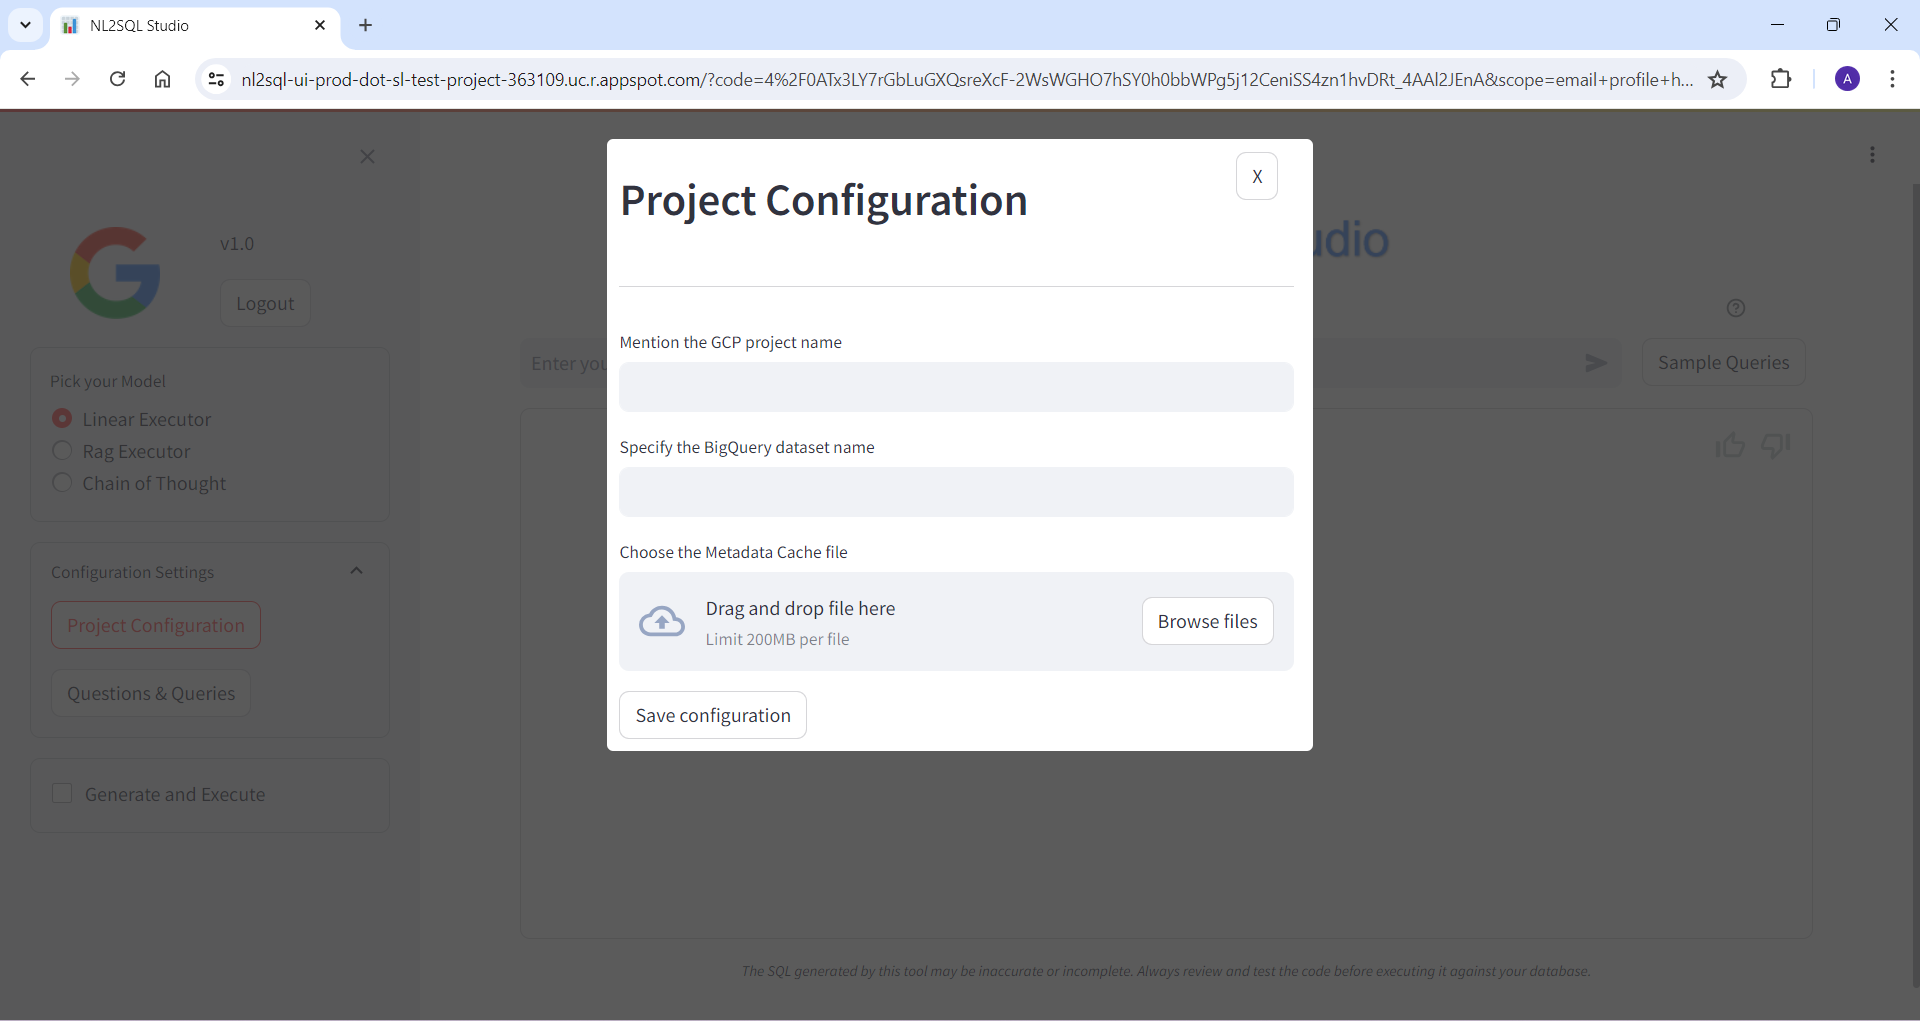 NL2SQL Studio
nl2sql-ui-prod-dot-sl-test-project-363109.uc.r.appspot.com/?code=4%2F0ATx3LY7rGbLuGXQsreXcF-2WsWGHO7hSY0h0bbWPg5j12CeniSS4zn1hvDRt_4AAl2JEnA&scope=email+profile+h...
A
X
Project Configuration
udio
v1.0
Logout
Mention the GCP project name
Enter you
Sample Queries
Pick your Model
Linear Executor
Rag Executor
Chain of Thought
Specify the BigQuery dataset name
Choose the Metadata Cache file
Drag and drop file here
Limit 200MB per file
Browse files
Configuration Settings
Project Configuration
Questions & Queries
Save configuration
Generate and Execute
The SQL generated by this tool may be inaccurate or incomplete. Always review and test the code before executing it against your database.